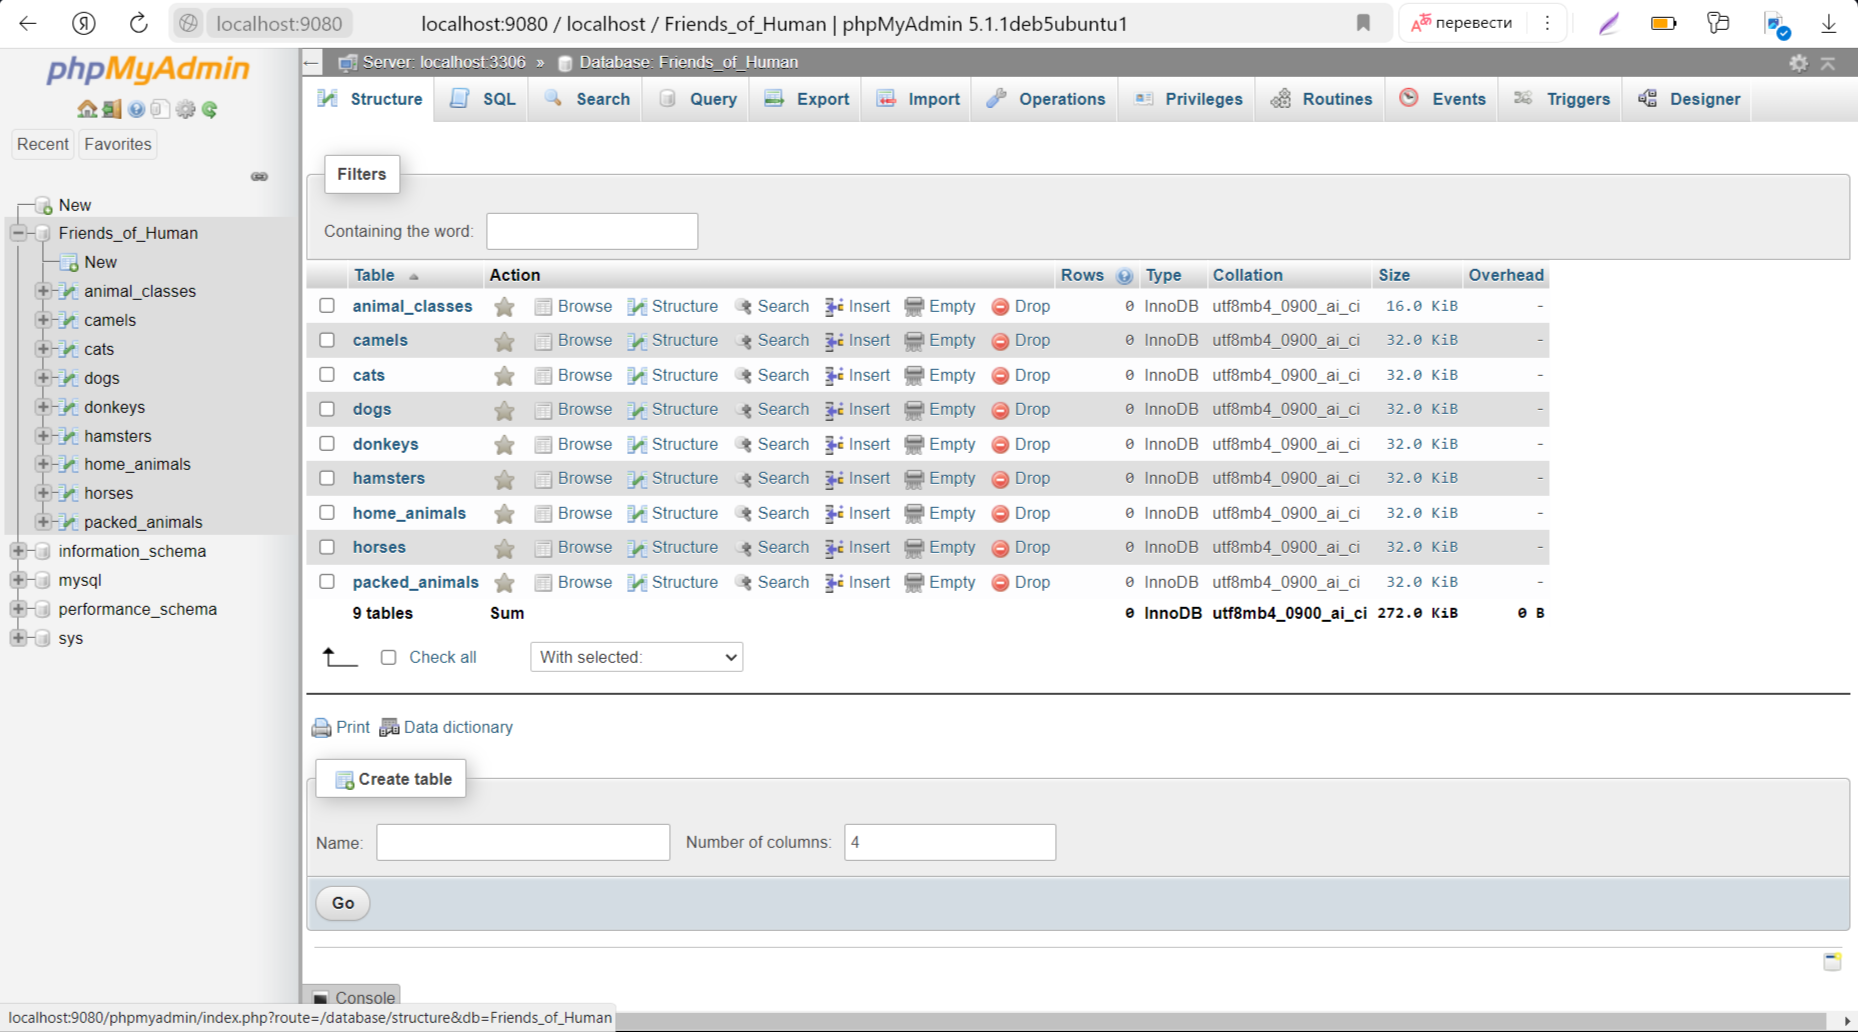 localhost:9080
localhost:9080 / localhost / Friends_of_Human | phpMyAdmin 5.1.1deb5ubuntu1
перевести
phpMyAdmin
Recent
Favorites
New
Friends_of_Human
New
animal_classes
camels
cats
dogs
donkeys
hamsters
home_animals
horses
packed_animals
information_schema
mysql
performance_schema
sys
Server: localhost:3306 » Database: Friends_of_Human
Structure SQL Search Query Export Import Operations Privileges Routines Events Triggers Designer
Filters
Containing the word:
Table Action Rows Type Collation Size Overhead
animal_classes Browse Structure Search Insert Empty Drop 0 InnoDB utf8mb4_0900_ai_ci 16.0 KiB -
camels Browse Structure Search Insert Empty Drop 0 InnoDB utf8mb4_0900_ai_ci 32.0 KiB -
cats Browse Structure Search Insert Empty Drop 0 InnoDB utf8mb4_0900_ai_ci 32.0 KiB -
dogs Browse Structure Search Insert Empty Drop 0 InnoDB utf8mb4_0900_ai_ci 32.0 KiB -
donkeys Browse Structure Search Insert Empty Drop 0 InnoDB utf8mb4_0900_ai_ci 32.0 KiB -
hamsters Browse Structure Search Insert Empty Drop 0 InnoDB utf8mb4_0900_ai_ci 32.0 KiB -
home_animals Browse Structure Search Insert Empty Drop 0 InnoDB utf8mb4_0900_ai_ci 32.0 KiB -
horses Browse Structure Search Insert Empty Drop 0 InnoDB utf8mb4_0900_ai_ci 32.0 KiB -
packed_animals Browse Structure Search Insert Empty Drop 0 InnoDB utf8mb4_0900_ai_ci 32.0 KiB -
9 tables Sum 0 InnoDB utf8mb4_0900_ai_ci 272.0 KiB 0 B
Check all With selected:
Print Data dictionary
Create table
Name: Number of columns: 4
Go
Console
localhost:9080/phpmyadmin/index.php?route=/database/structure&db=Friends_of_Human